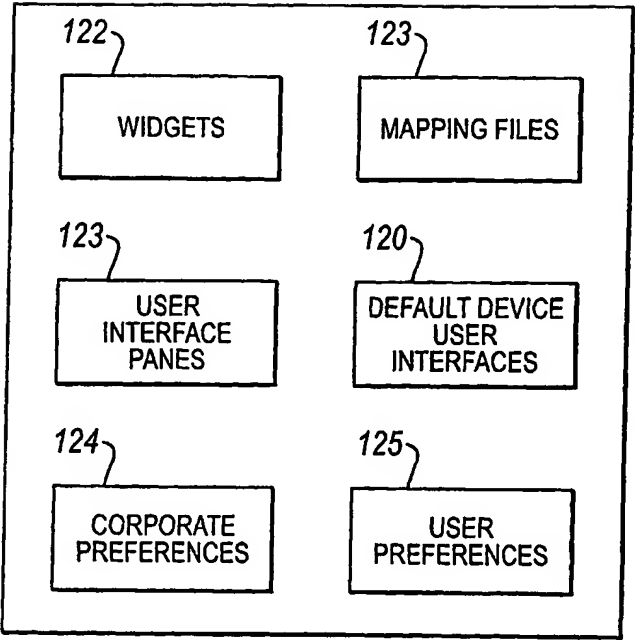 122
WIDGETS
123
MAPPING FILES
123
USER
INTERFACE
PANES
120
DEFAULT DEVICE
USER
INTERFACES
124
CORPORATE
PREFERENCES
125
USER
PREFERENCES